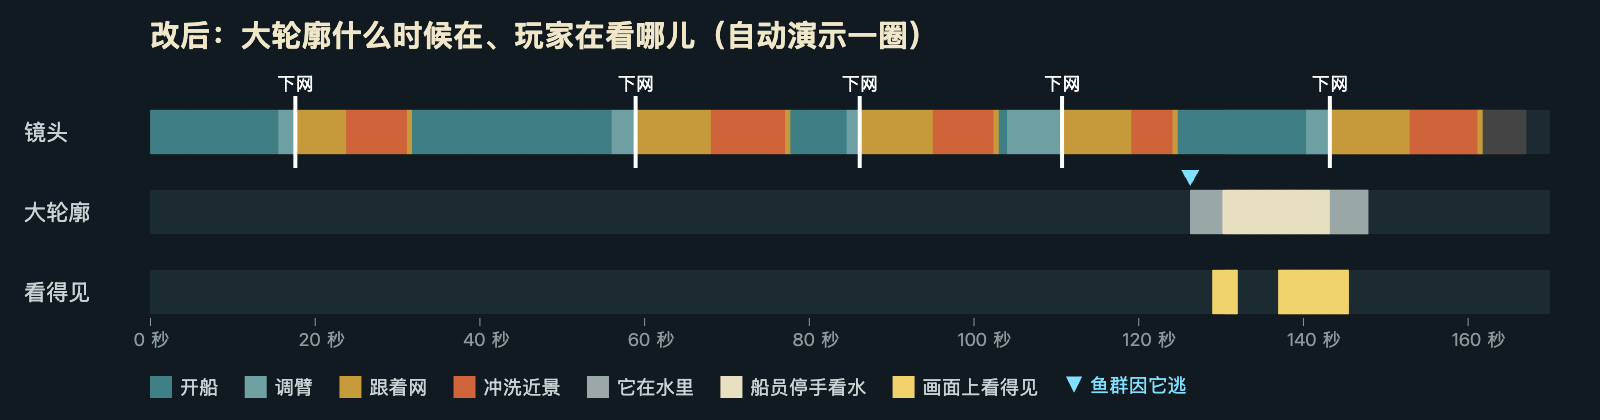 改后：大轮廓什么时候在、玩家在看哪儿（自动演示一圈）
下网 下网 下网 下网 下网
镜头
大轮廓
看得见
0 秒 20 秒 40 秒 60 秒 80 秒 100 秒 120 秒 140 秒 160 秒
开船 调臂 跟着网 冲洗近景 它在水里 船员停手看水 画面上看得见 鱼群因它逃